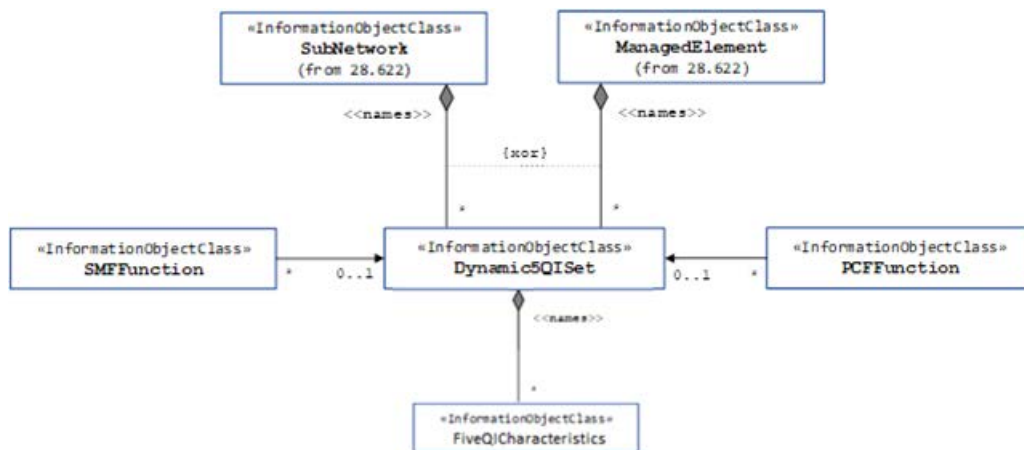 «InformationObjectClass»
SubNetwork
(from 28.622)
«InformationObjectClass»
ManagedElement
(from 28.622)
<<names>>
<<names>>
{xor}
*
*
«InformationObjectClass»
SMFFunction
*
0..1
«InformationObjectClass»
Dynamic5QISet
0..1
*
«InformationObjectClass»
PCFFunction
<<names>>
*
«InformationObjectClass»
FiveQICharacteristics